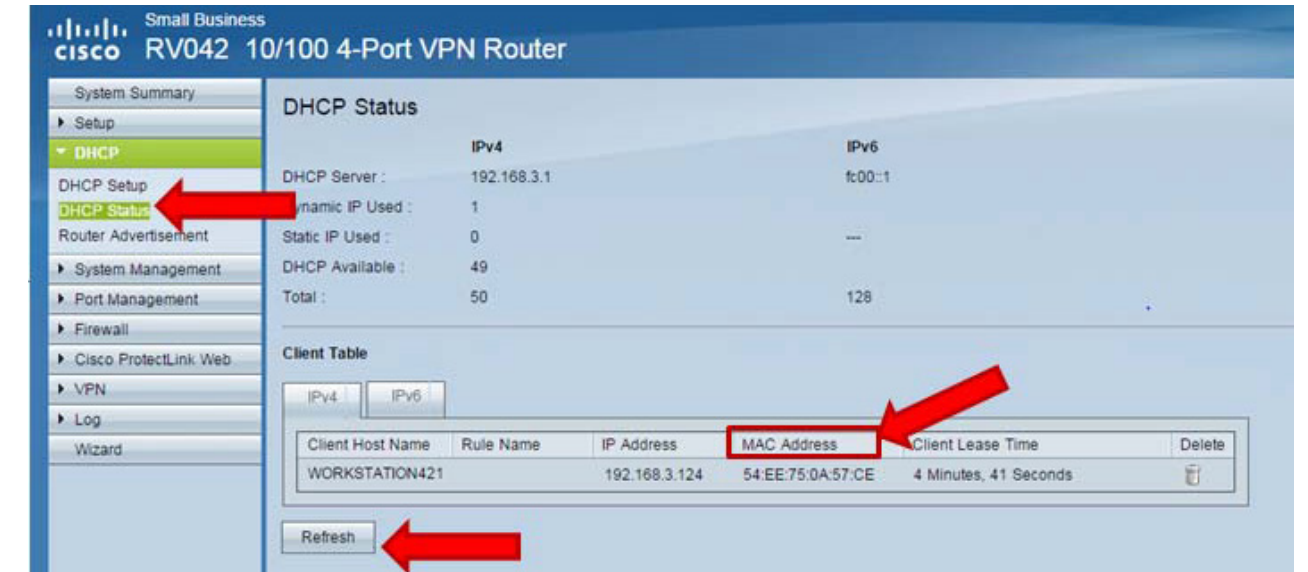 Small Business
CISCO RV042 10/100 4-Port VPN Router
System Summary
Setup
DHCP
DHCP Setup
DHCP Status
Router Advertisement
System Management
Port Management
Firewall
Cisco ProtectLink Web
VPN
Log
Wizard
DHCP Status
IPv4 IPv6
DHCP Server : 192.168.3.1 fc00::1
ynamic IP Used : 1
Static IP Used : 0 ---
DHCP Available : 49
Total : 50 128
Client Table
IPv4 IPv6
Client Host Name Rule Name IP Address MAC Address Client Lease Time Delete
WORKSTATION421 192.168.3.124 54:EE:75:0A:57:CE 4 Minutes, 41 Seconds
Refresh